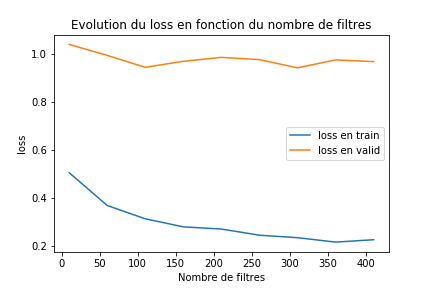 Evolution du loss en fonction du nombre de filtres
1.0
0.8
0.6
0.4
0.2
loss
loss en train
loss en valid
0 50 100 150 200 250 300 350 400
Nombre de filtres